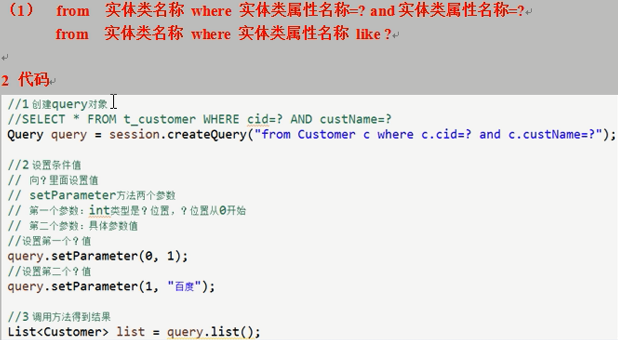 （1） from 实体类名称 where 实体类属性名称=? and 实体类属性名称=?
from 实体类名称 where 实体类属性名称 like ?
2 代码
//1 创建query对象
//SELECT * FROM t_customer WHERE cid=? AND custName=?
Query query = session.createQuery("from Customer c where c.cid=? and c.custName=?");
//2 设置条件值
// 向?里面设置值
// setParameter方法两个参数
// 第一个参数：int类型是?位置，?位置从0开始
// 第二个参数：具体参数值
//设置第一个?值
query.setParameter(0, 1);
//设置第二个?值
query.setParameter(1, "百度");
//3 调用方法得到结果
List<Customer> list = query.list();